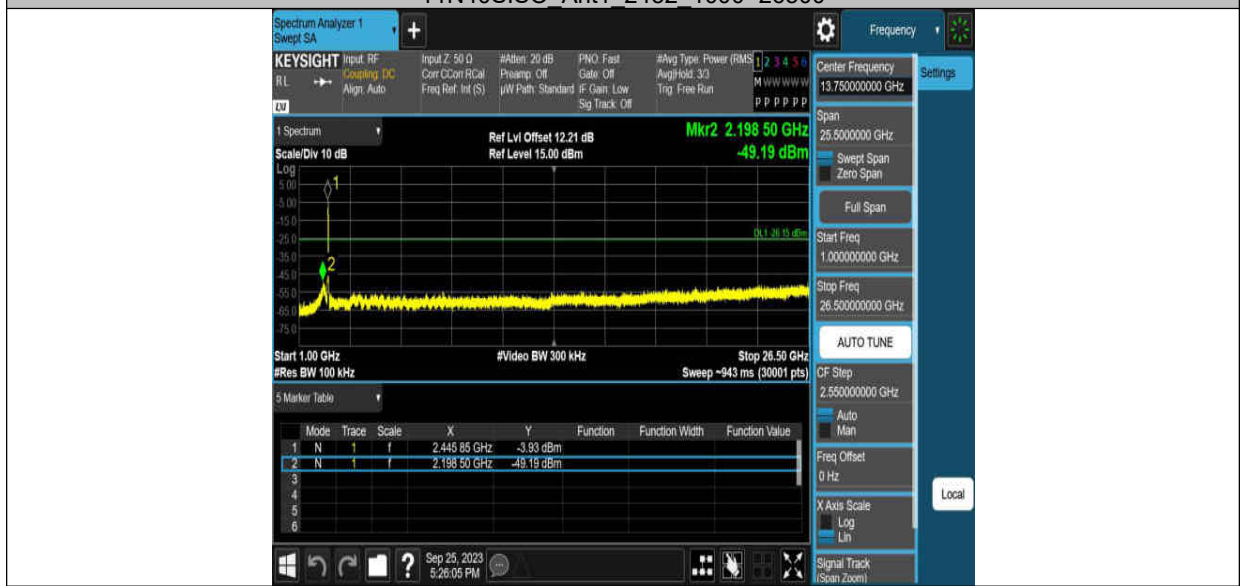 Spectrum Analyzer 1
Swept SA
+
Frequency
KEYSIGHT
RL
LXI
Input: RF
Coupling: DC
Align: Auto
Input Z: 50 Ω
Corr CCorr RCal
Freq Ref: Int (S)
#Atten: 20 dB
Preamp: Off
µW Path: Standard
PNO: Fast
Gate: Off
IF Gain: Low
Sig Track: Off
#Avg Type: Power (RMS
Avg|Hold: 3/3
Trig: Free Run
1 2 3 4 5 6
M W W W W W
P P P P P P
Center Frequency
13.750000000 GHz
Settings
Span
25.5000000 GHz
Swept Span
Zero Span
Full Span
Start Freq
1.000000000 GHz
Stop Freq
26.500000000 GHz
AUTO TUNE
CF Step
2.550000000 GHz
Auto
Man
Freq Offset
0 Hz
X Axis Scale
Log
Lin
Signal Track
(Span Zoom)
Local
1 Spectrum
Scale/Div 10 dB
Log
Ref Lvl Offset 12.21 dB
Ref Level 15.00 dBm
Mkr2 2.198 50 GHz
-49.19 dBm
5.00
-5.00
-15.0
-25.0
-35.0
-45.0
-55.0
-65.0
-75.0
1
2
DL1 -26.15 dBm
Start 1.00 GHz
#Res BW 100 kHz
#Video BW 300 kHz
Stop 26.50 GHz
Sweep ~943 ms (30001 pts)
5 Marker Table
Mode Trace Scale X Y Function Function Width Function Value
1 N 1 f 2.445 85 GHz -3.93 dBm
2 N 1 f 2.198 50 GHz -49.19 dBm
3
4
5
6
?
Sep 25, 2023
5:26:05 PM